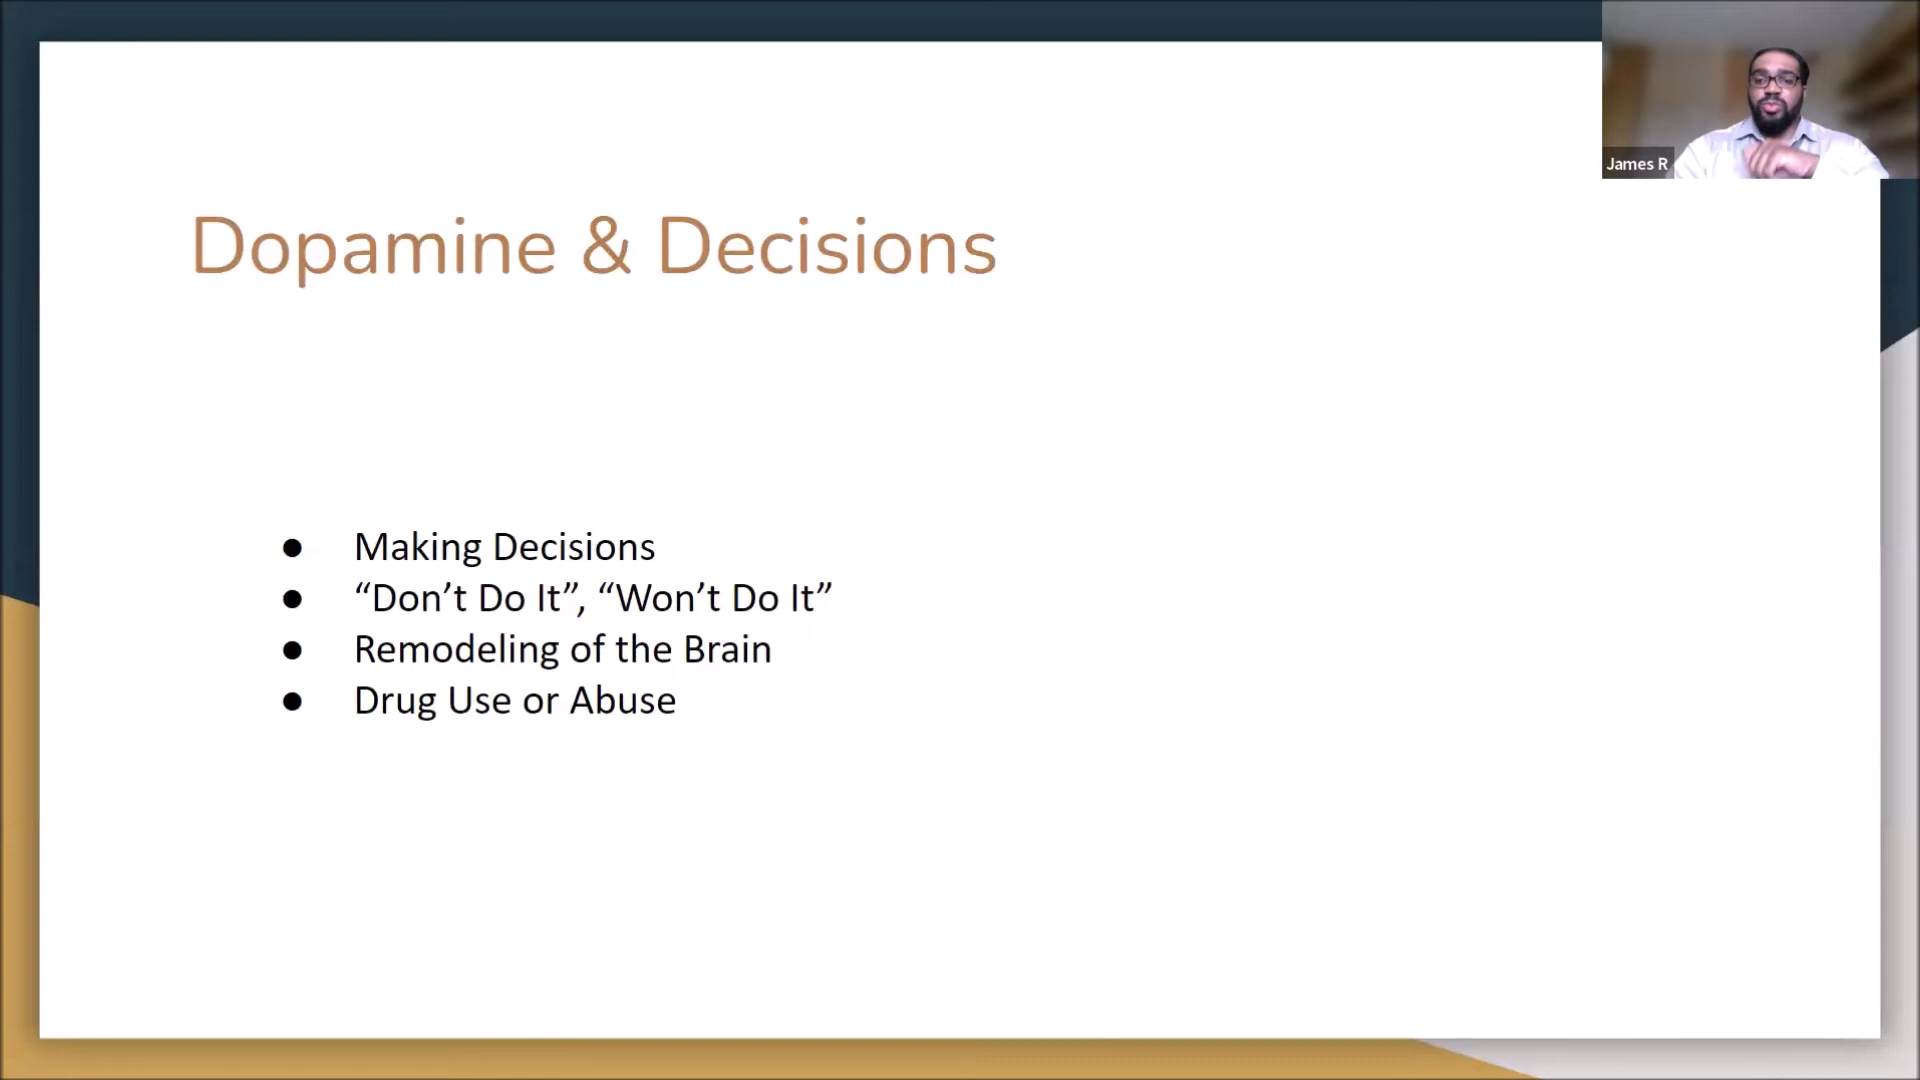 James R
Dopamine & Decisions
● Making Decisions
● “Don’t Do It”, “Won’t Do It”
● Remodeling of the Brain
● Drug Use or Abuse